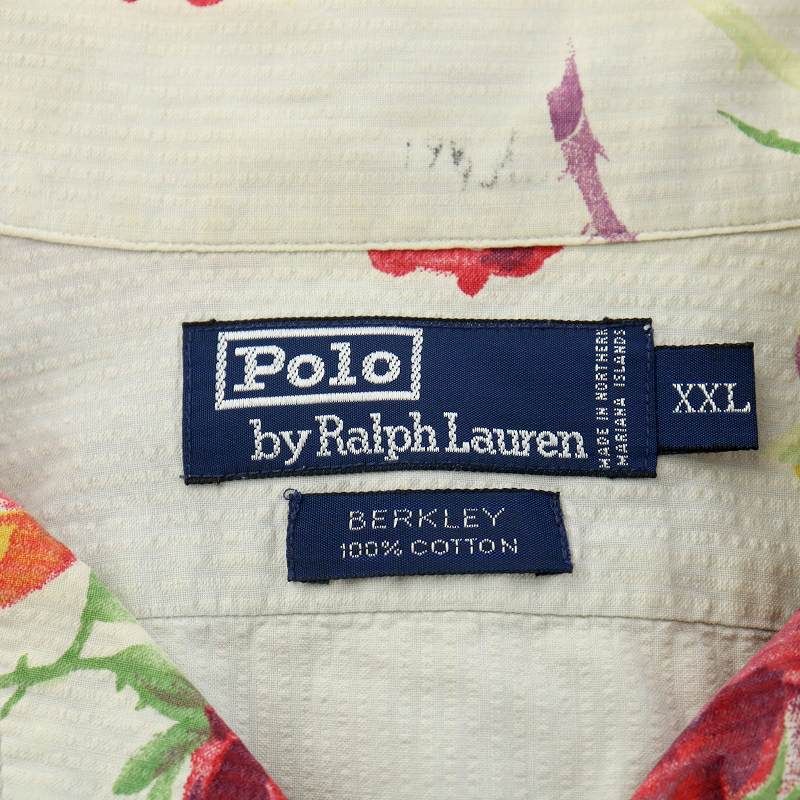 Polo
by Ralph Lauren
MADE IN NORTHERN
MARIANA ISLANDS
XXL
BERKLEY
100% COTTON